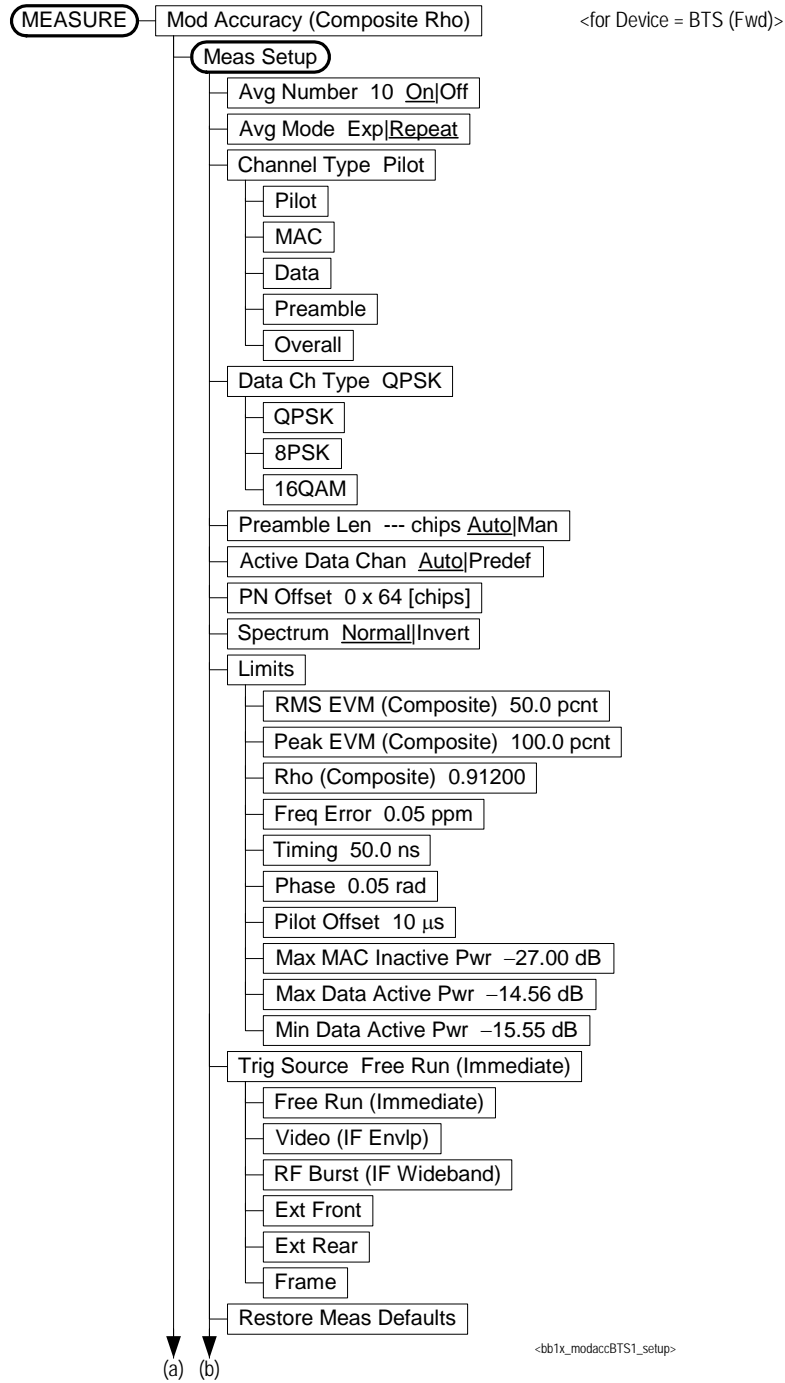 MEASURE Mod Accuracy (Composite Rho) <for Device = BTS (Fwd)>
Meas Setup
Avg Number 10 On|Off
Avg Mode Exp|Repeat
Channel Type Pilot
Pilot
MAC
Data
Preamble
Overall
Data Ch Type QPSK
QPSK
8PSK
16QAM
Preamble Len --- chips Auto|Man
Active Data Chan Auto|Predef
PN Offset 0 x 64 [chips]
Spectrum Normal|Invert
Limits
RMS EVM (Composite) 50.0 pcnt
Peak EVM (Composite) 100.0 pcnt
Rho (Composite) 0.91200
Freq Error 0.05 ppm
Timing 50.0 ns
Phase 0.05 rad
Pilot Offset 10 μs
Max MAC Inactive Pwr −27.00 dB
Max Data Active Pwr −14.56 dB
Min Data Active Pwr −15.55 dB
Trig Source Free Run (Immediate)
Free Run (Immediate)
Video (IF Envlp)
RF Burst (IF Wideband)
Ext Front
Ext Rear
Frame
Restore Meas Defaults
<bb1x_modaccBTS1_setup>
(a) (b)